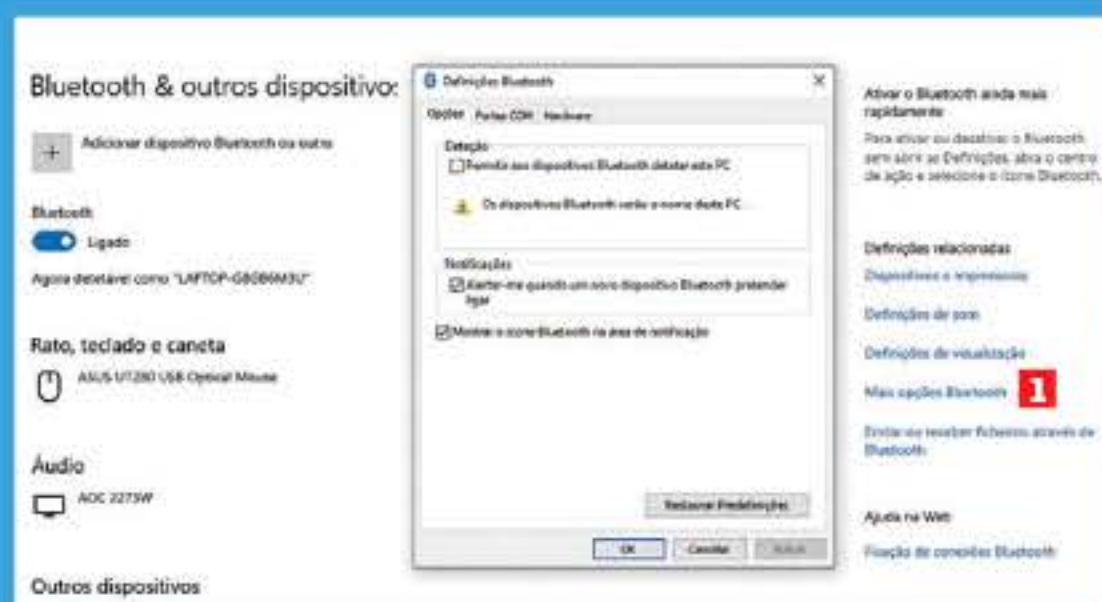 Bluetooth & outros dispositivos
Adicionar dispositivo Bluetooth ou outro
Bluetooth
Ligado
Agora detetável como "LAPTOP-G8GB6M3U"
Rato, teclado e caneta
ASUS UT280 USB Optical Mouse
Áudio
AOC 2275W
Outros dispositivos
Definições Bluetooth
Opções Portas COM Hardware
Deteção
Permitir aos dispositivos Bluetooth detetar este PC
Os dispositivos Bluetooth verão o nome deste PC
Notificações
Alertar-me quando um novo dispositivo Bluetooth pretender
ligar
Mostrar o ícone Bluetooth na área de notificação
Restaurar Predefinições
OK Cancelar Aplicar
Ativar o Bluetooth ainda mais
rapidamente
Para ativar ou desativar o Bluetooth
sem abrir as Definições, abra o centro
de ação e selecione o ícone Bluetooth.
Definições relacionadas
Dispositivos e impressoras
Definições de som
Definições de visualização
Mais opções Bluetooth 1
Enviar ou receber ficheiros através de
Bluetooth
Ajuda na Web
Fixação de conexões Bluetooth